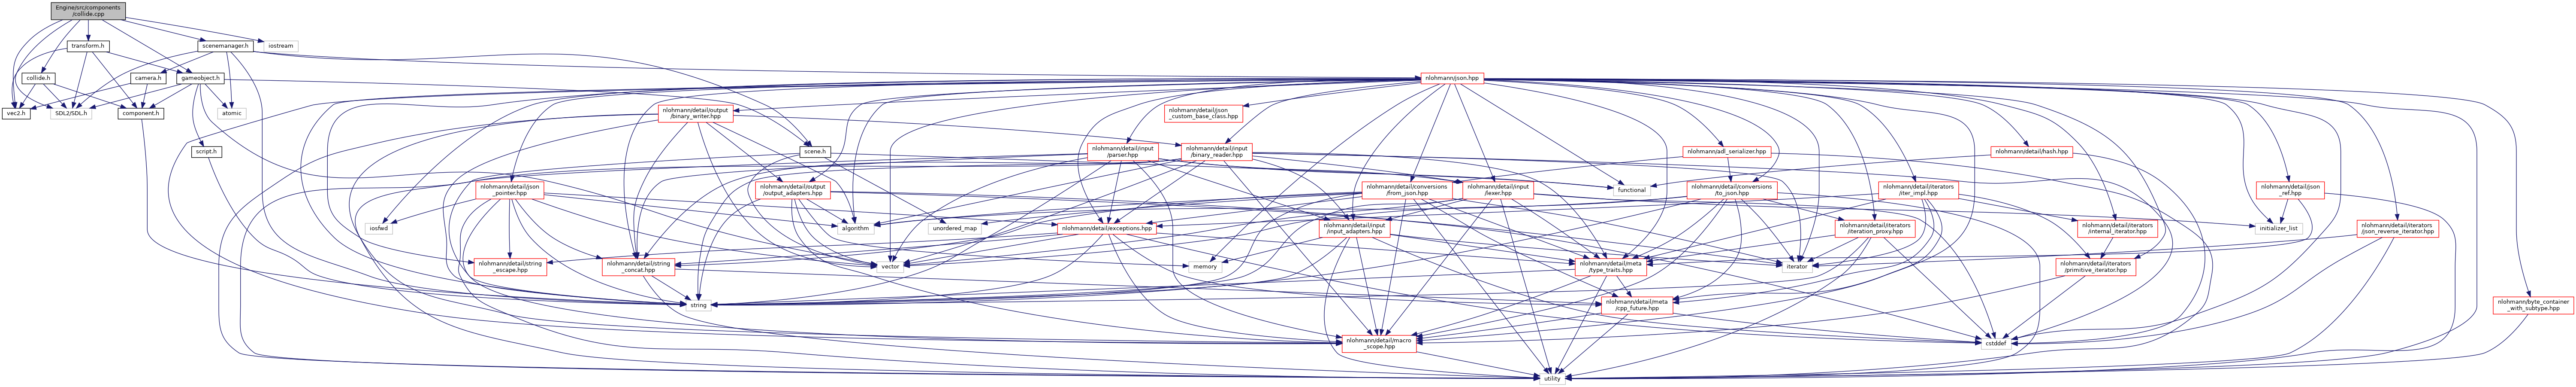 Engine/src/components
/collide.cpp
transform.h
scenemanager.h
iostream
collide.h
camera.h
gameobject.h
nlohmann/json.hpp
vec2.h
SDL2/SDL.h
component.h
atomic
nlohmann/detail/output
/binary_writer.hpp
nlohmann/detail/json
_custom_base_class.hpp
script.h
scene.h
nlohmann/detail/input
/parser.hpp
nlohmann/detail/input
/binary_reader.hpp
nlohmann/adl_serializer.hpp
nlohmann/detail/hash.hpp
nlohmann/detail/json
_pointer.hpp
nlohmann/detail/output
/output_adapters.hpp
nlohmann/detail/conversions
/from_json.hpp
nlohmann/detail/input
/lexer.hpp
functional
nlohmann/detail/conversions
/to_json.hpp
nlohmann/detail/iterators
/iter_impl.hpp
nlohmann/detail/json
_ref.hpp
iosfwd
algorithm
unordered_map
nlohmann/detail/exceptions.hpp
nlohmann/detail/input
/input_adapters.hpp
nlohmann/detail/iterators
/iteration_proxy.hpp
nlohmann/detail/iterators
/internal_iterator.hpp
initializer_list
nlohmann/detail/iterators
/json_reverse_iterator.hpp
nlohmann/detail/string
_escape.hpp
nlohmann/detail/string
_concat.hpp
vector
memory
nlohmann/detail/meta
/type_traits.hpp
iterator
nlohmann/detail/iterators
/primitive_iterator.hpp
string
nlohmann/detail/meta
/cpp_future.hpp
nlohmann/byte_container
_with_subtype.hpp
nlohmann/detail/macro
_scope.hpp
cstddef
utility